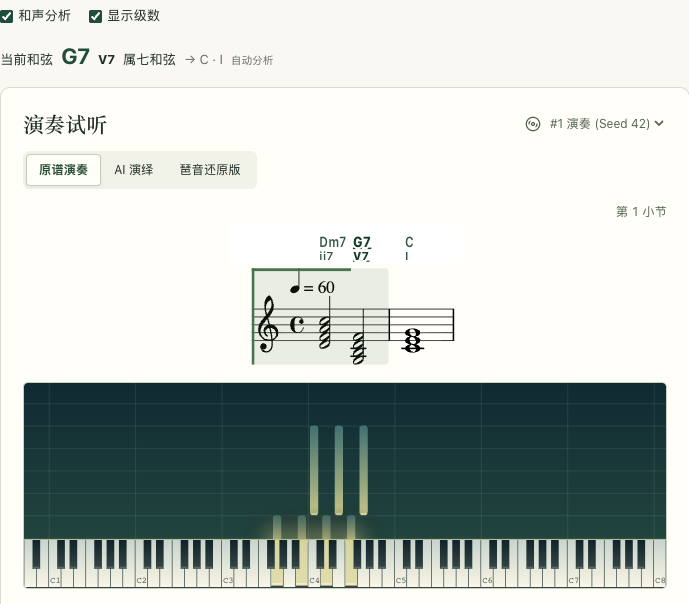 和声分析 显示级数
当前和弦 G7 V7 属七和弦 → C · I 自动分析
演奏试听 #1 演奏 (Seed 42)
原谱演奏 AI 演绎 琶音还原版
第 1 小节
Dm7 G7 C
ii7 V7 I
= 60
C1 C2 C3 C4 C5 C6 C7 C8